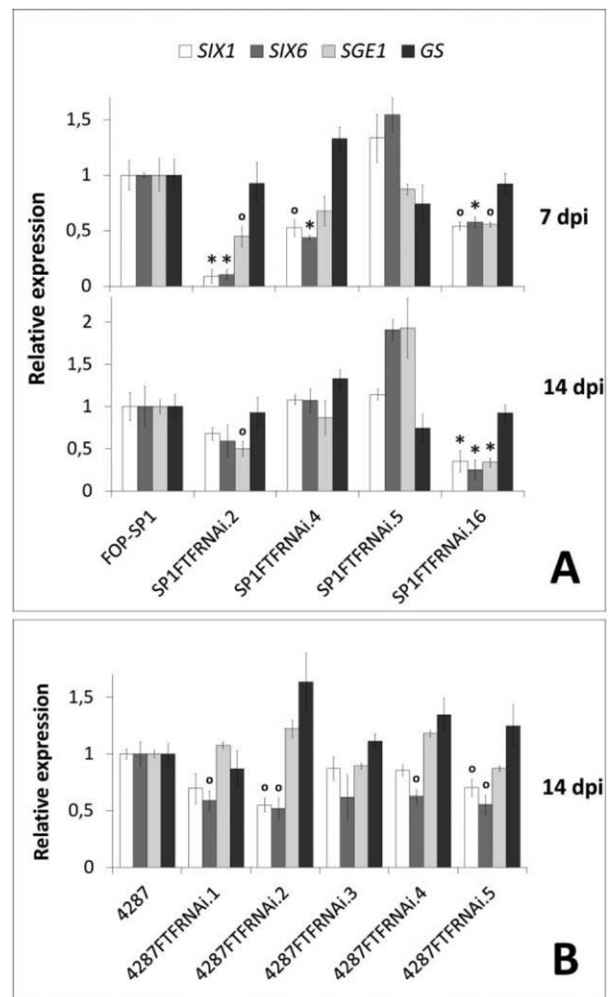 SIX1 SIX6 SGE1 GS
Relative expression
1,5
1
0,5
0
7 dpi
o
* *
o
*
o
*
o
2
1,5
1
0,5
0
14 dpi
o
* * *
FOP-SP1
SP1FTFRNAi.2
SP1FTFRNAi.4
SP1FTFRNAi.5
SP1FTFRNAi.16
A
Relative expression
1,5
1
0,5
0
14 dpi
o
o o
o
o o
4287
4287FTFRNAi.1
4287FTFRNAi.2
4287FTFRNAi.3
4287FTFRNAi.4
4287FTFRNAi.5
B